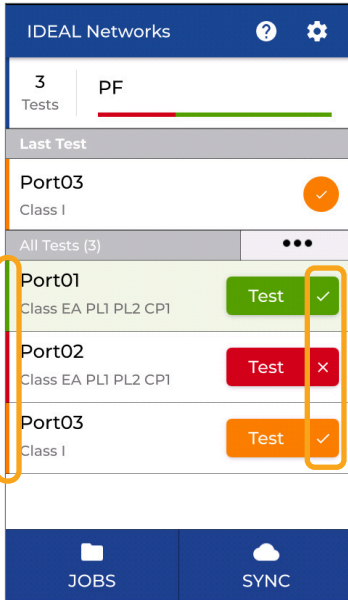 IDEAL Networks
3
Tests
PF
Last Test
Port03
Class I
All Tests (3)
Port01
Class EA PL1 PL2 CP1
Test
Port02
Class EA PL1 PL2 CP1
Test
Port03
Class I
Test
JOBS
SYNC